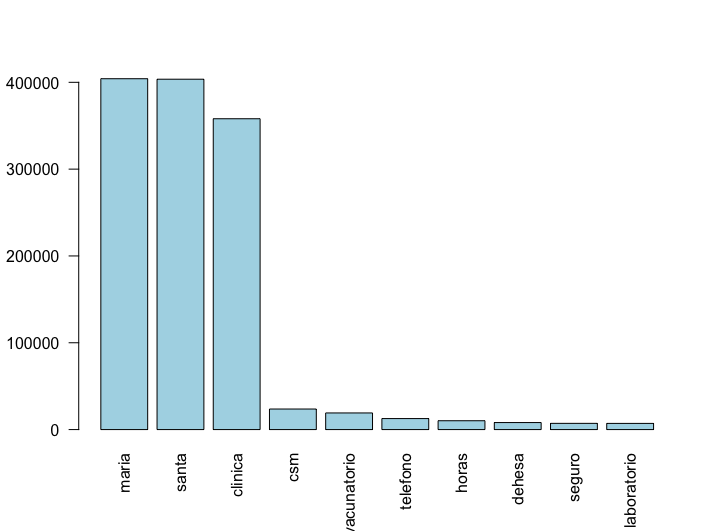 400000
300000
200000
100000
0
maria
santa
clinica
csm
vacunatorio
telefono
horas
dehesa
seguro
laboratorio